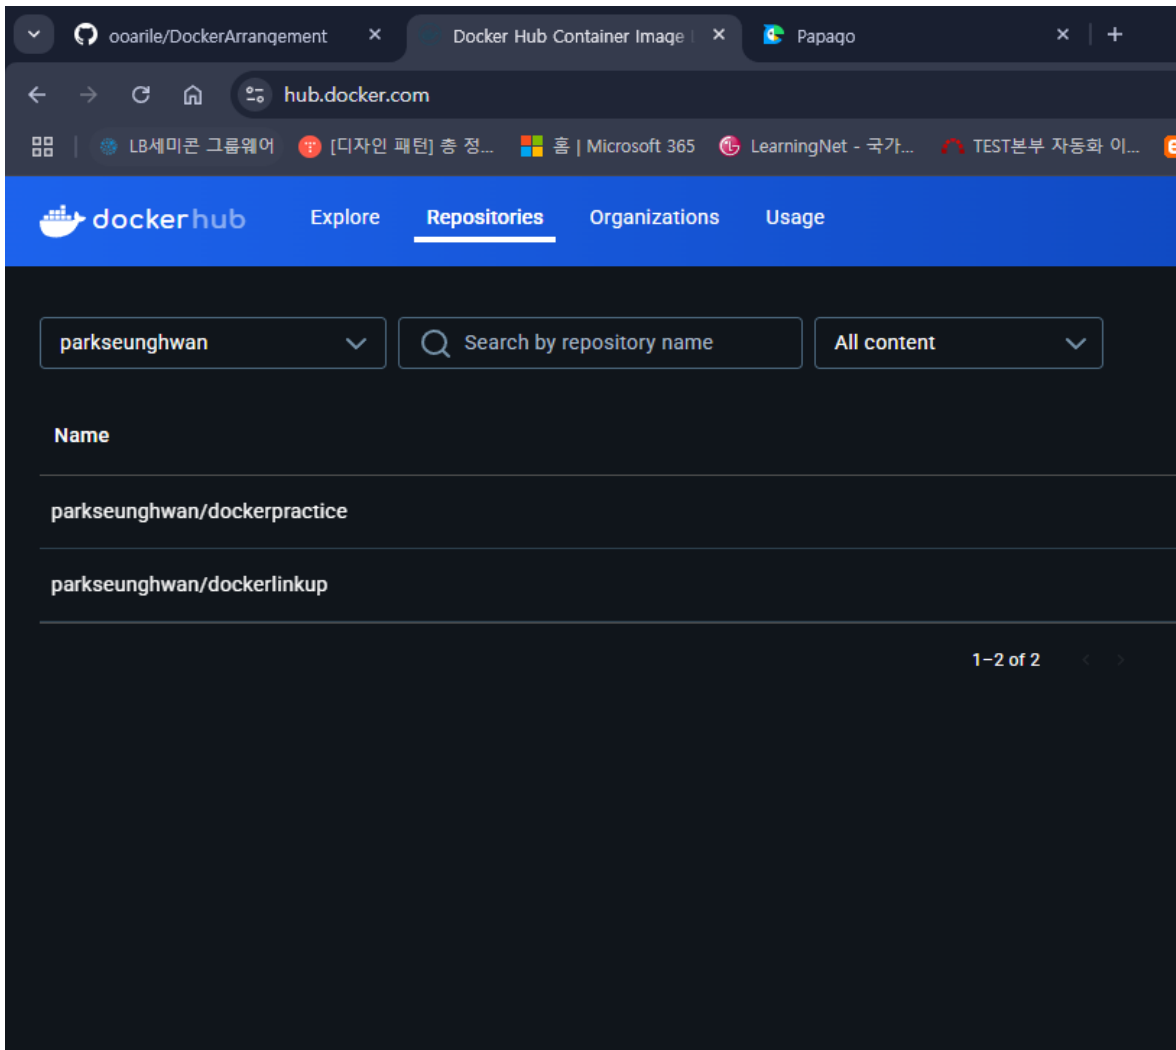 ooarile/DockerArrangement
Docker Hub Container Image
Papago
hub.docker.com
LB세미콘 그룹웨어
[디자인 패턴] 총 정...
홈 | Microsoft 365
LearningNet - 국가...
TEST본부 자동화 이...
dockerhub
Explore
Repositories
Organizations
Usage
parkseunghwan
Search by repository name
All content
Name
parkseunghwan/dockerpractice
parkseunghwan/dockerlinkup
1–2 of 2